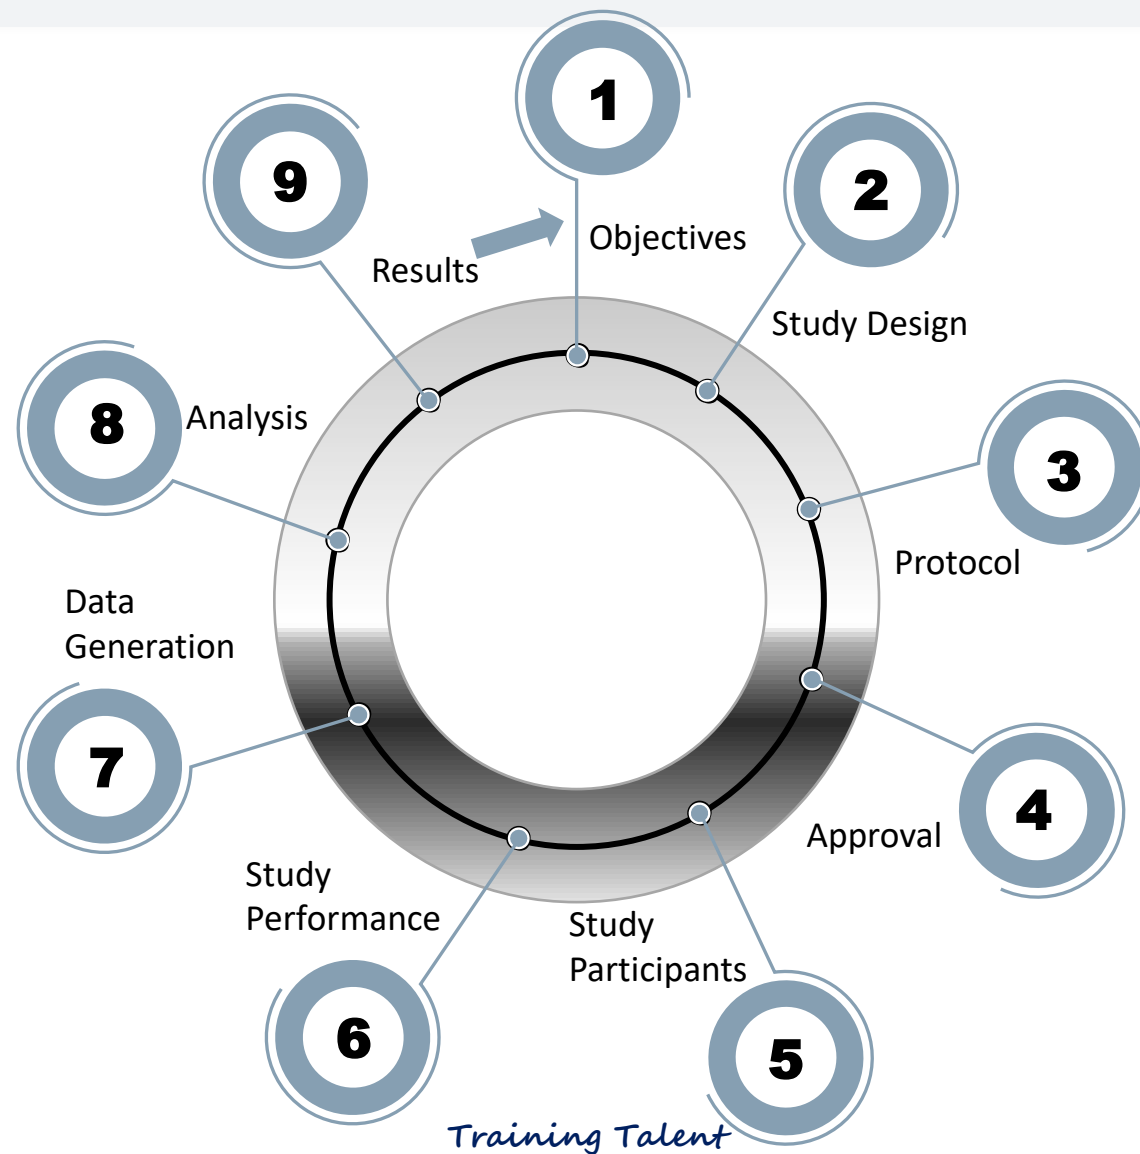 1
Objectives
2
Study Design
3
Protocol
4
Approval
5
Study
Participants
6
Study
Performance
7
Data
Generation
8
Analysis
9
Results
Training Talent